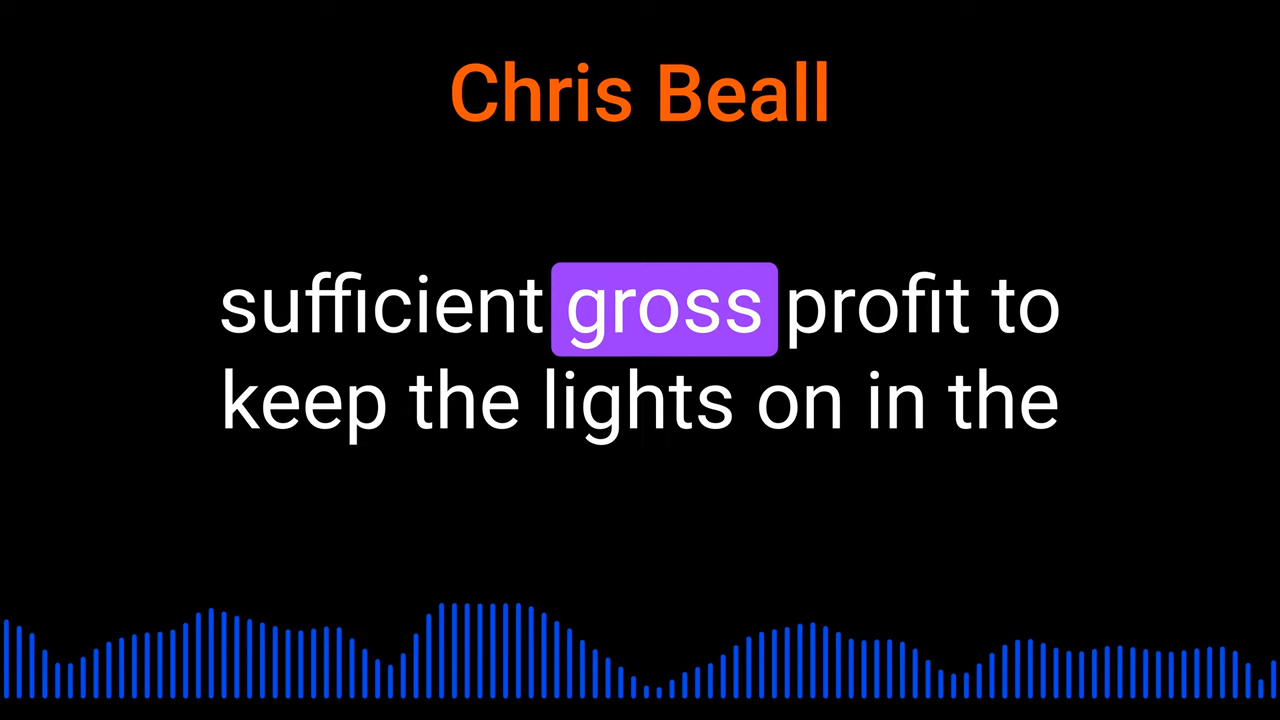 Chris Beall
sufficient gross profit to
keep the lights on in the